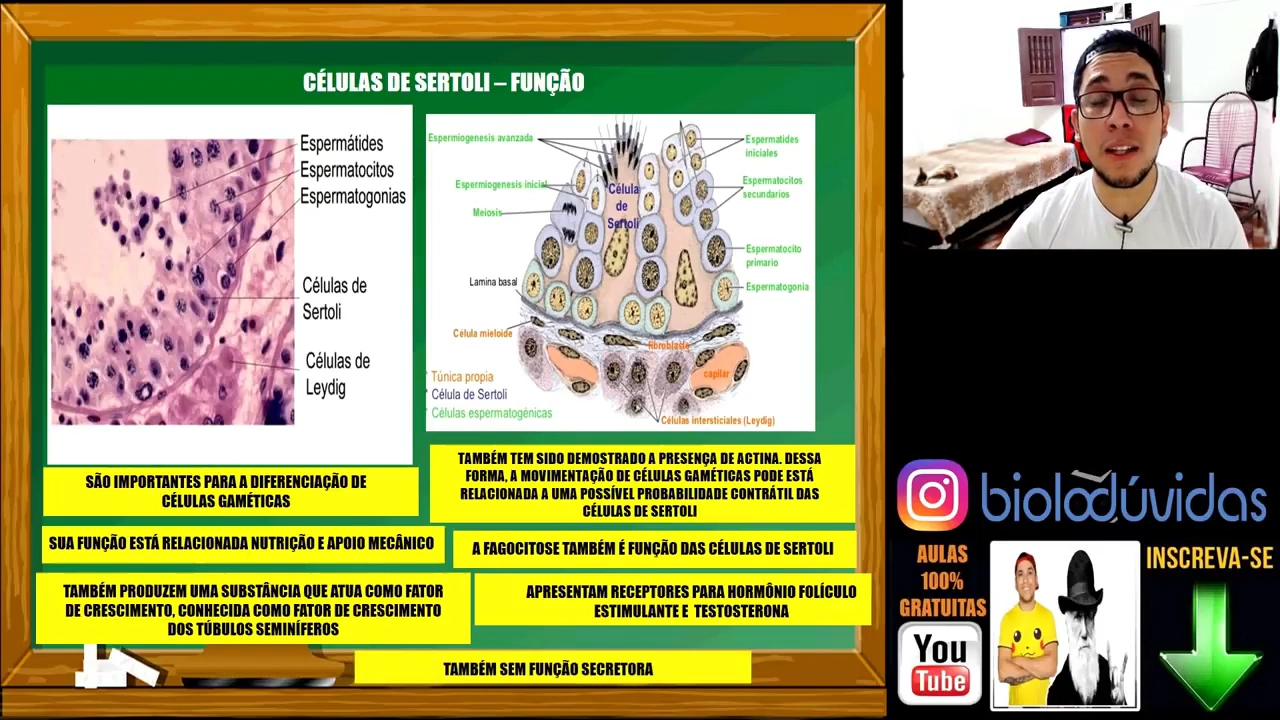 CÉLULAS DE SERTOLI – FUNÇÃO
Espermátides
Espermatocitos
Espermatogonias
Células de
Sertoli
Células de
Leydig
Espermiogenesis avanzada
Espermiogenesis inicial
Meiosis
Lamina basal
Célula mieloide
Célula
de
Sertoli
Espermatides
iniciales
Espermatocitos
secundarios
Espermatocito
primario
Espermatogonia
fibroblasto
capilar
Células intersticiales (Leydig)
Túnica propia
Célula de Sertoli
Células espermatogénicas
SÃO IMPORTANTES PARA A DIFERENCIAÇÃO DE
CÉLULAS GAMÉTICAS
SUA FUNÇÃO ESTÁ RELACIONADA NUTRIÇÃO E APOIO MECÂNICO
TAMBÉM PRODUZEM UMA SUBSTÂNCIA QUE ATUA COMO FATOR
DE CRESCIMENTO, CONHECIDA COMO FATOR DE CRESCIMENTO
DOS TÚBULOS SEMINÍFEROS
TAMBÉM TEM SIDO DEMOSTRADO A PRESENÇA DE ACTINA. DESSA
FORMA, A MOVIMENTAÇÃO DE CÉLULAS GAMÉTICAS PODE ESTÁ
RELACIONADA A UMA POSSÍVEL PROBABILIDADE CONTRÁTIL DAS
CÉLULAS DE SERTOLI
A FAGOCITOSE TAMBÉM É FUNÇÃO DAS CÉLULAS DE SERTOLI
APRESENTAM RECEPTORES PARA HORMÔNIO FOLÍCULO
ESTIMULANTE E TESTOSTERONA
TAMBÉM SEM FUNÇÃO SECRETORA
biolodúvidas
AULAS
100%
GRATUITAS
You
Tube
INSCREVA-SE